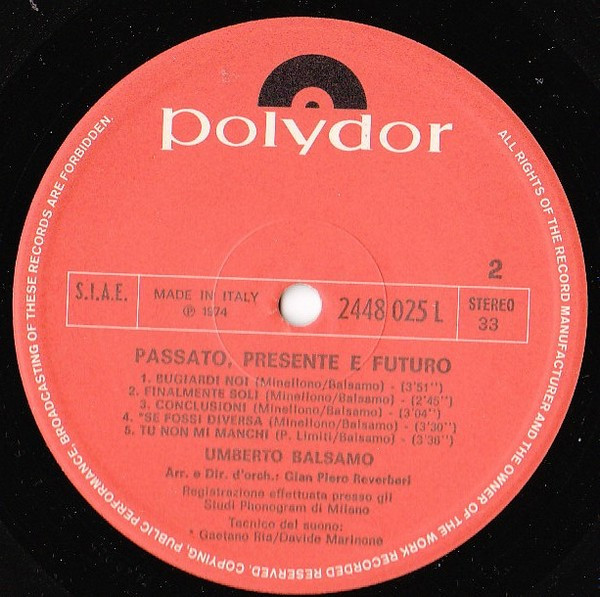 polydor
2
S.I.A.E.
MADE IN ITALY
℗ 1974
2448 025 L
STEREO
33
PASSATO, PRESENTE E FUTURO
1. BUGIARDI NOI (Minellono/Balsamo) - (3'51'')
2. FINALMENTE SOLI (Minellono/Balsamo) - (2'45'')
3. CONCLUSIONI (Minellono/Balsamo) - (3'04'')
4. *SE FOSSI DIVERSA (Minellono/Balsamo) - (3'30'')
5. TU NON MI MANCHI (P. Limiti/Balsamo) - (3'38'')
UMBERTO BALSAMO
Arr. e Dir. d'orch.: Gian Piero Reverberi
Registrazione effettuata presso gli
Studi Phonogram di Milano
Tecnico del suono:
* Gaetano Ria/Davide Marinone
ALL RIGHTS OF THE RECORD MANUFACTURER AND THE OWNER OF THE WORK RECORDED RESERVED. COPYING, PUBLIC PERFORMANCE, BROADCASTING OF THESE RECORDS ARE FORBIDDEN.